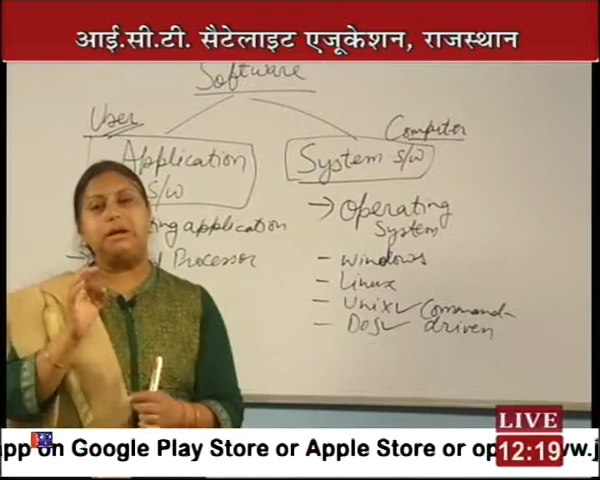 आई.सी.टी. सैटेलाइट एजूकेशन, राजस्थान
Software
User
Computer
Application
S/W
System S/W
→ Operating
System
ing application
Processor
- Windows
- Linux
- Unix ✓ Command-
- DOS ✓ driven
LIVE
12:19
app on Google Play Store or Apple Store or op ww.j